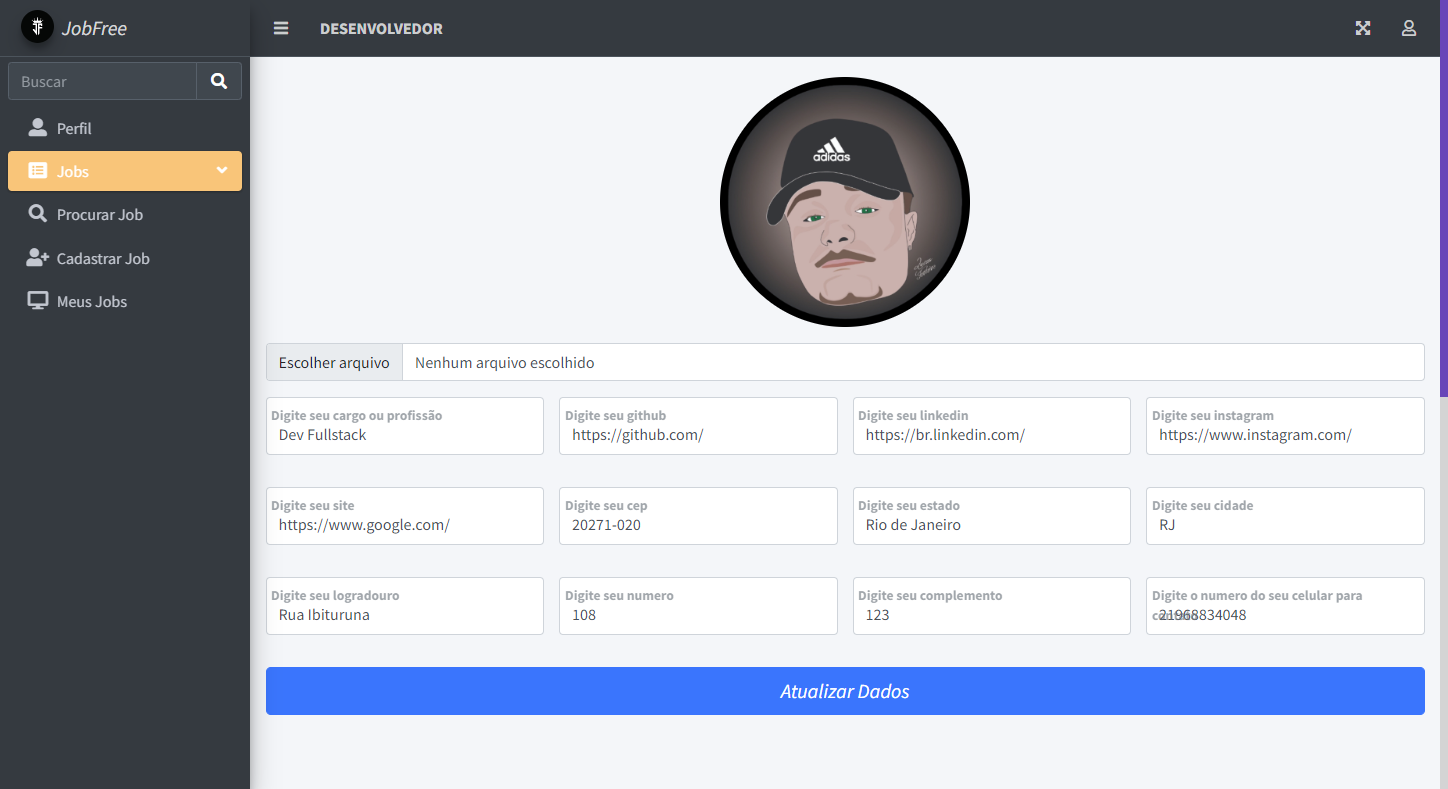 JobFree
DESENVOLVEDOR
Buscar
Perfil
Jobs
Procurar Job
Cadastrar Job
Meus Jobs
adidas
Escolher arquivo Nenhum arquivo escolhido
Digite seu cargo ou profissão
Dev Fullstack
Digite seu github
https://github.com/
Digite seu linkedin
https://br.linkedin.com/
Digite seu instagram
https://www.instagram.com/
Digite seu site
https://www.google.com/
Digite seu cep
20271-020
Digite seu estado
Rio de Janeiro
Digite seu cidade
RJ
Digite seu logradouro
Rua Ibituruna
Digite seu numero
108
Digite seu complemento
123
Digite o numero do seu celular para
21968834048
Atualizar Dados